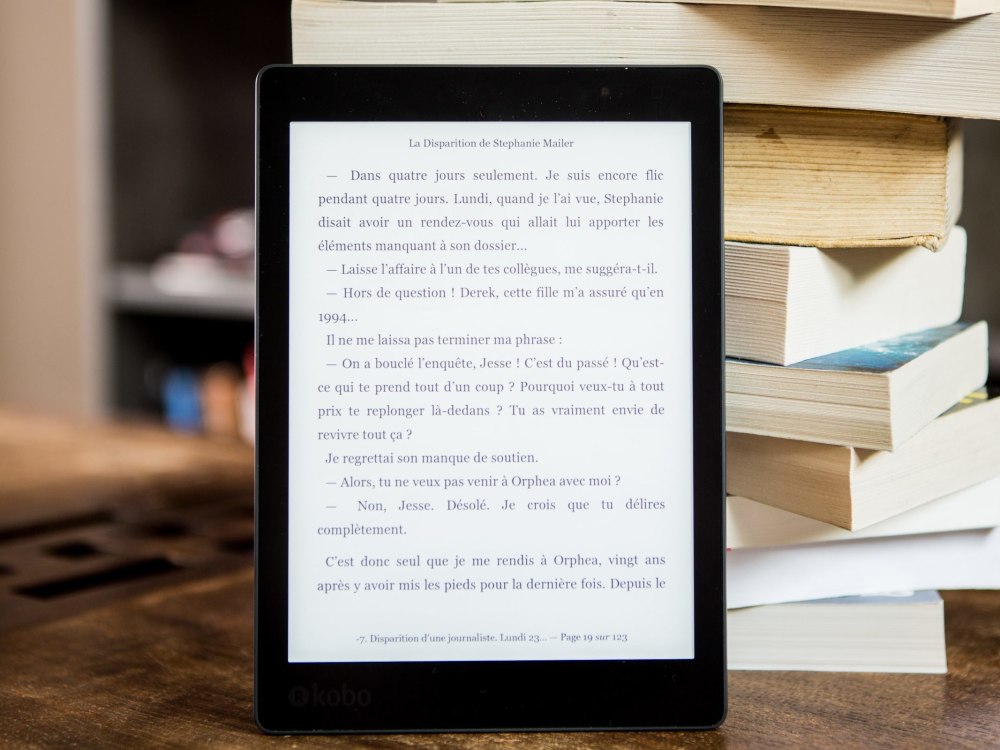 La Disparition de Stephanie Mailer
— Dans quatre jours seulement. Je suis encore flic
pendant quatre jours. Lundi, quand je l’ai vue, Stephanie
disait avoir un rendez-vous qui allait lui apporter les
éléments manquant à son dossier...
— Laisse l’affaire à l’un de tes collègues, me suggéra-t-il.
— Hors de question ! Derek, cette fille m’a assuré qu’en
1994...
Il ne me laissa pas terminer ma phrase :
— On a bouclé l’enquête, Jesse ! C’est du passé ! Qu’est-
ce qui te prend tout d’un coup ? Pourquoi veux-tu à tout
prix te replonger là-dedans ? Tu as vraiment envie de
revivre tout ça ?
Je regrettai son manque de soutien.
— Alors, tu ne veux pas venir à Orphea avec moi ?
— Non, Jesse. Désolé. Je crois que tu délires
complètement.
C’est donc seul que je me rendis à Orphea, vingt ans
après y avoir mis les pieds pour la dernière fois. Depuis le
-7. Disparition d’une journaliste. Lundi 23... — Page 19 sur 123
kobo